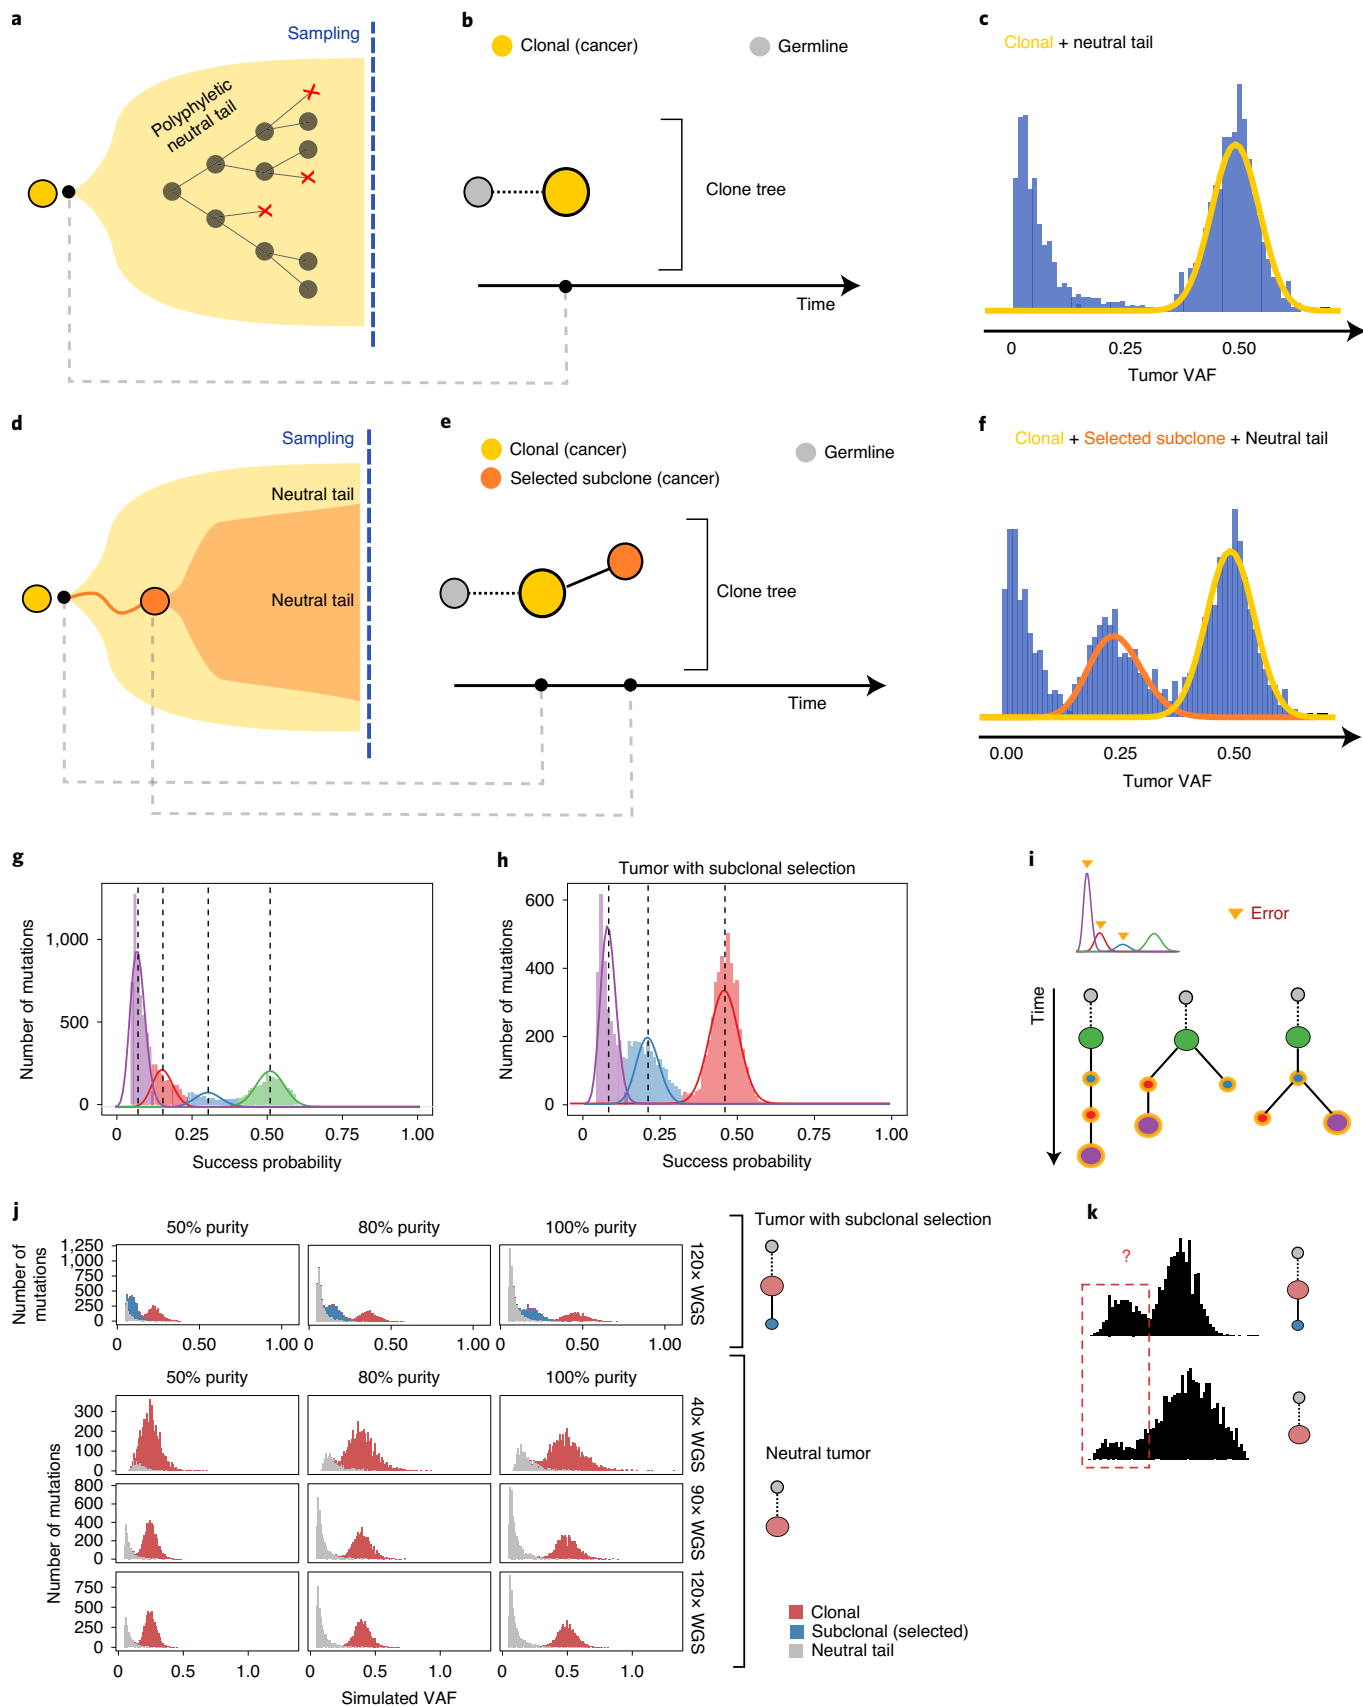 a
Sampling
Polyphyletic
neutral tail
b
Clonal (cancer)
Germline
Clone tree
Time
c
Clonal + neutral tail
0 0.25 0.50
Tumor VAF
d
Sampling
Neutral tail
Neutral tail
e
Clonal (cancer)
Selected subclone (cancer)
Germline
Clone tree
Time
f
Clonal + Selected subclone + Neutral tail
0.00 0.25 0.50
Tumor VAF
g
Number of mutations
1,000
500
0
0 0.25 0.50 0.75 1.00
Success probability
h
Tumor with subclonal selection
Number of mutations
600
400
200
0
0 0.25 0.50 0.75 1.00
Success probability
i
Error
Time
j
50% purity 80% purity 100% purity
Number of
mutations
1,250
1,000
750
500
250
0
0 0.50 1.00 0 0.50 1.00 0 0.50 1.00
120× WGS
Tumor with subclonal selection
50% purity 80% purity 100% purity
Number of mutations
300
200
100
0
40× WGS
800
600
400
200
0
90× WGS
750
500
250
0
120× WGS
0 0.5 1.0 0 0.5 1.0 0 0.5 1.0
Simulated VAF
Neutral tumor
Clonal
Subclonal (selected)
Neutral tail
k
?